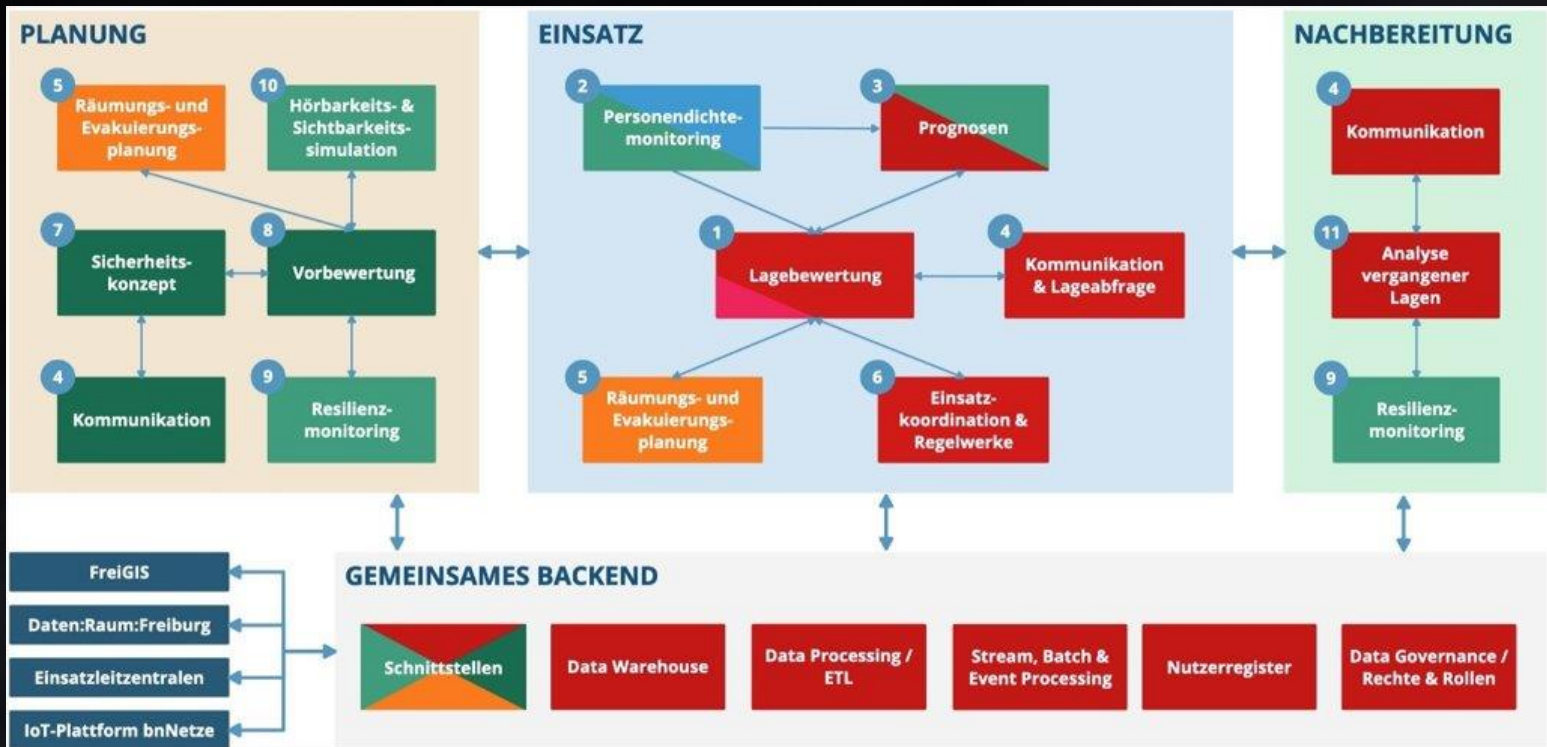 PLANUNG
5
Räumungs- und
Evakuierungs-
planung
10
Hörbarkeits- &
Sichtbarkeits-
simulation
7
Sicherheits-
konzept
8
Vorbewertung
4
Kommunikation
9
Resilienz-
monitoring
EINSATZ
2
Personendichte-
monitoring
3
Prognosen
1
Lagebewertung
4
Kommunikation
& Lageabfrage
5
Räumungs- und
Evakuierungs-
planung
6
Einsatz-
koordination &
Regelwerke
NACHBEREITUNG
4
Kommunikation
11
Analyse
vergangener
Lagen
9
Resilienz-
monitoring
FreiGIS
Daten:Raum:Freiburg
Einsatzleitzentralen
IoT-Plattform bnNetze
GEMEINSAMES BACKEND
Schnittstellen
Data Warehouse
Data Processing /
ETL
Stream, Batch &
Event Processing
Nutzerregister
Data Governance /
Rechte & Rollen